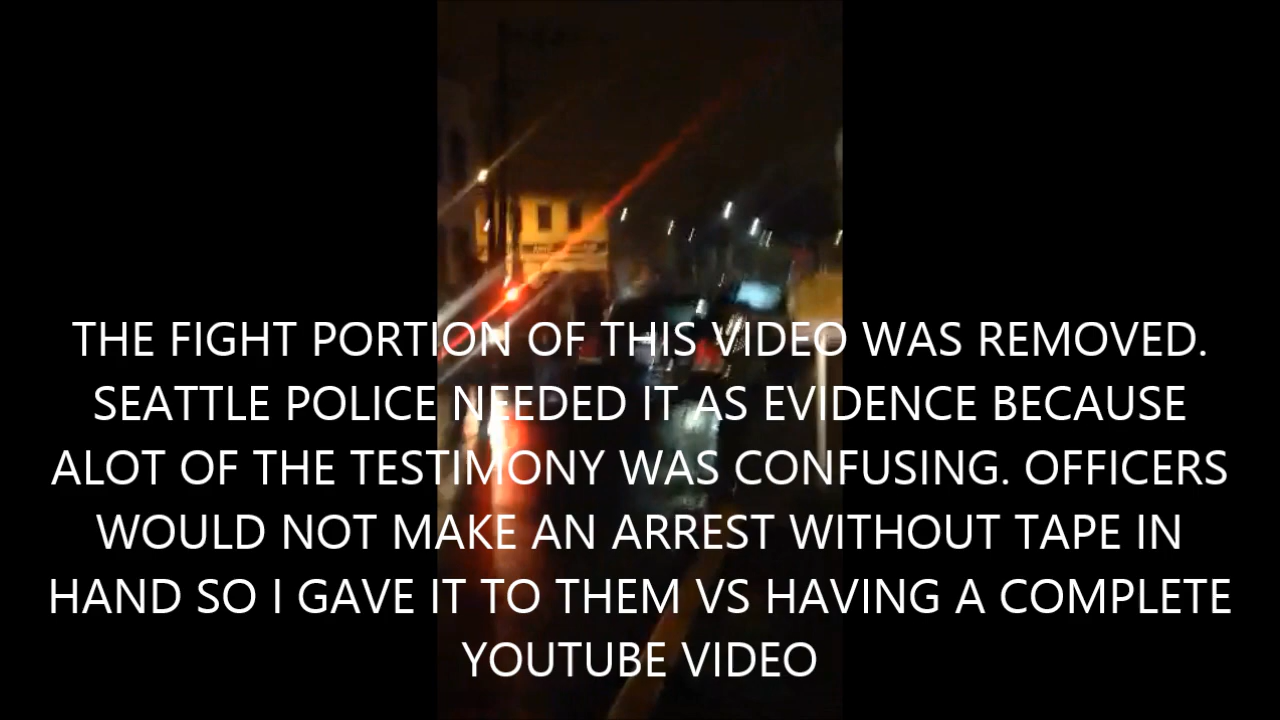 THE FIGHT PORTION OF THIS VIDEO WAS REMOVED.
SEATTLE POLICE NEEDED IT AS EVIDENCE BECAUSE
ALOT OF THE TESTIMONY WAS CONFUSING. OFFICERS
WOULD NOT MAKE AN ARREST WITHOUT TAPE IN
HAND SO I GAVE IT TO THEM VS HAVING A COMPLETE
YOUTUBE VIDEO